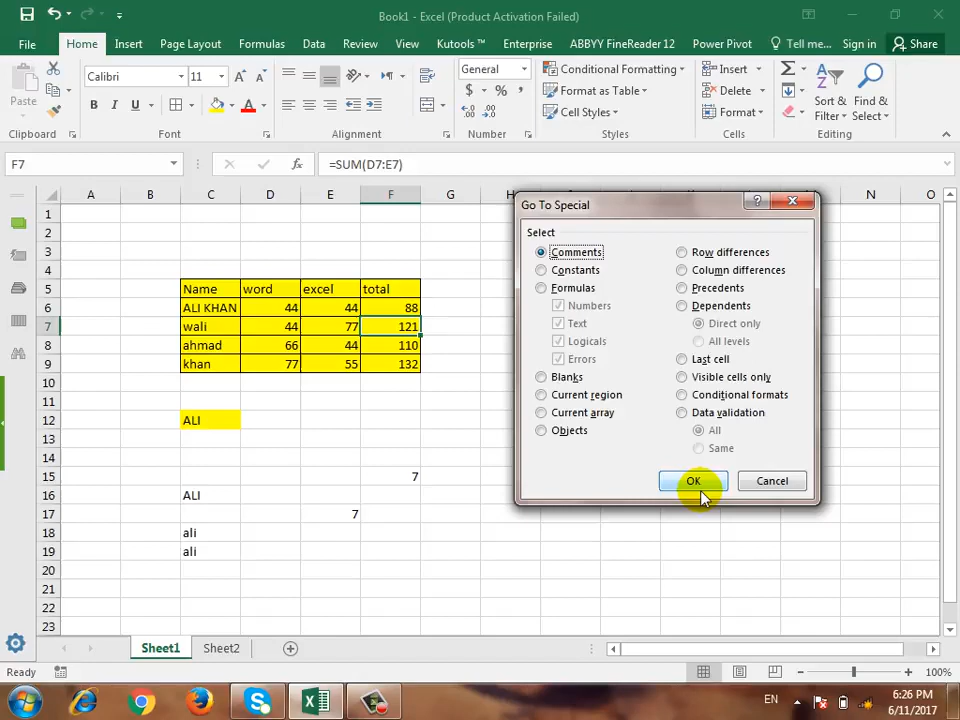 Book1 - Excel (Product Activation Failed)
File Home Insert Page Layout Formulas Data Review View Kutools ™ Enterprise ABBYY FineReader 12 Power Pivot Tell me... Sign in Share
Paste
Calibri 11
B I U
General
$ % ,
Conditional Formatting
Format as Table
Cell Styles
Insert
Delete
Format
Sort & Filter
Find & Select
Clipboard Font Alignment Number Styles Cells Editing
F7 fx =SUM(D7:E7)
A B C D E F G H N O
1
2
3
4
5 Name word excel total
6 ALI KHAN 44 44 88
7 wali 44 77 121
8 ahmad 66 44 110
9 khan 77 55 132
10
11
12 ALI
13
14
15 7
16 ALI
17 7
18 ali
19 ali
20
21
22
23
Go To Special
?
Select
Comments
Constants
Formulas
Numbers
Text
Logicals
Errors
Blanks
Current region
Current array
Objects
Row differences
Column differences
Precedents
Dependents
Direct only
All levels
Last cell
Visible cells only
Conditional formats
Data validation
All
Same
OK Cancel
Sheet1 Sheet2
Ready 100%
EN 6:26 PM
6/11/2017